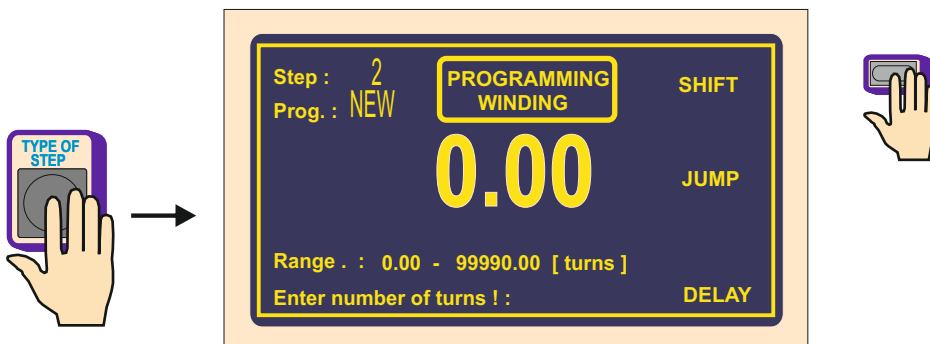 TYPE OF
STEP
Step : 2
Prog. : NEW
PROGRAMMING
WINDING
SHIFT
0.00
JUMP
Range . : 0.00 - 99990.00 [ turns ]
Enter number of turns ! :
DELAY